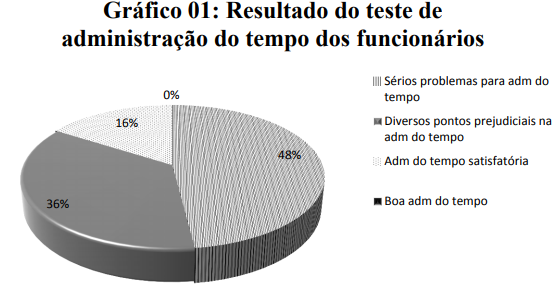 Gráfico 01: Resultado do teste de
administração do tempo dos funcionários
0%
16%
48%
36%
Sérios problemas para adm do
tempo
Diversos pontos prejudiciais na
adm do tempo
Adm do tempo satisfatória
Boa adm do tempo